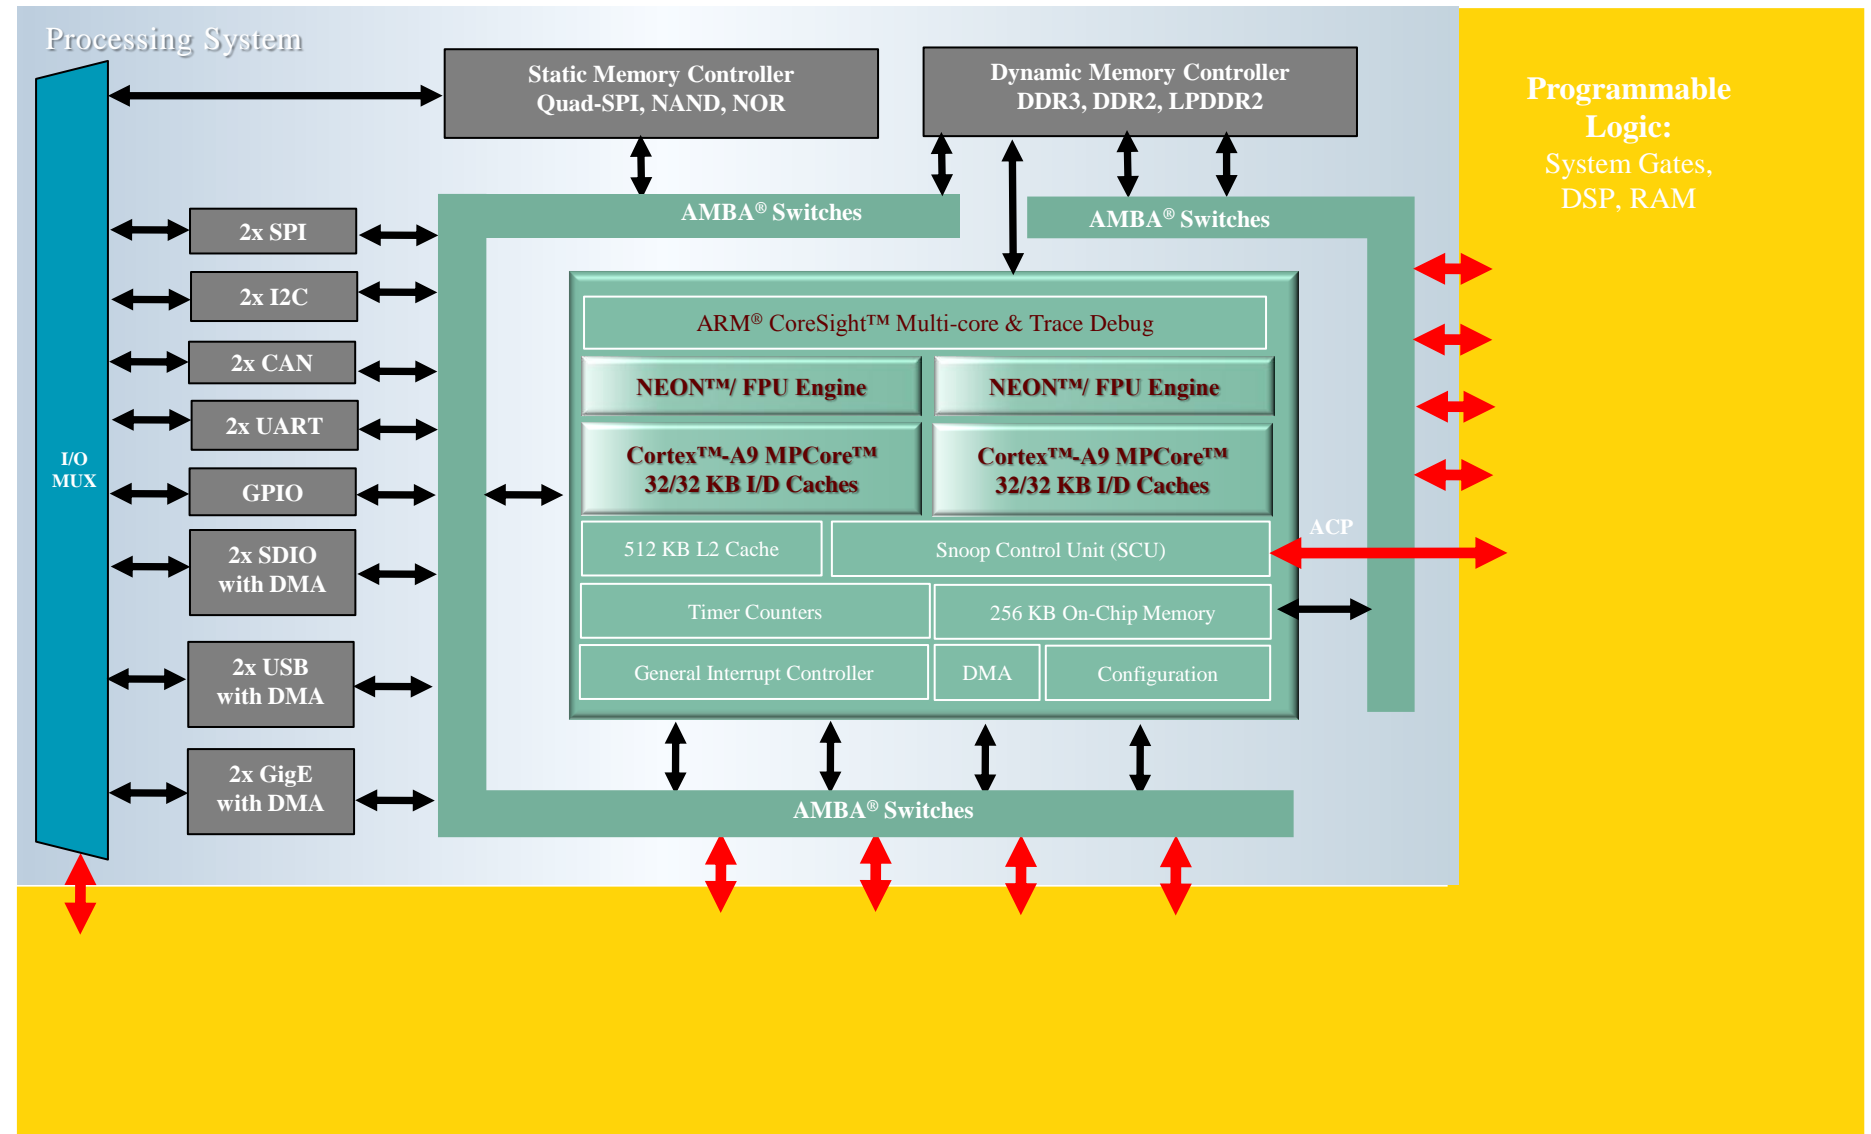 Processing System
Static Memory Controller
Quad-SPI, NAND, NOR
Dynamic Memory Controller
DDR3, DDR2, LPDDR2
Programmable
Logic:
System Gates,
DSP, RAM
AMBA® Switches
AMBA® Switches
2x SPI
2x I2C
2x CAN
2x UART
GPIO
2x SDIO
with DMA
2x USB
with DMA
2x GigE
with DMA
I/O
MUX
ARM® CoreSight™ Multi-core & Trace Debug
NEON™/ FPU Engine
NEON™/ FPU Engine
Cortex™-A9 MPCore™
32/32 KB I/D Caches
Cortex™-A9 MPCore™
32/32 KB I/D Caches
512 KB L2 Cache
Snoop Control Unit (SCU)
ACP
Timer Counters
256 KB On-Chip Memory
General Interrupt Controller
DMA
Configuration
AMBA® Switches